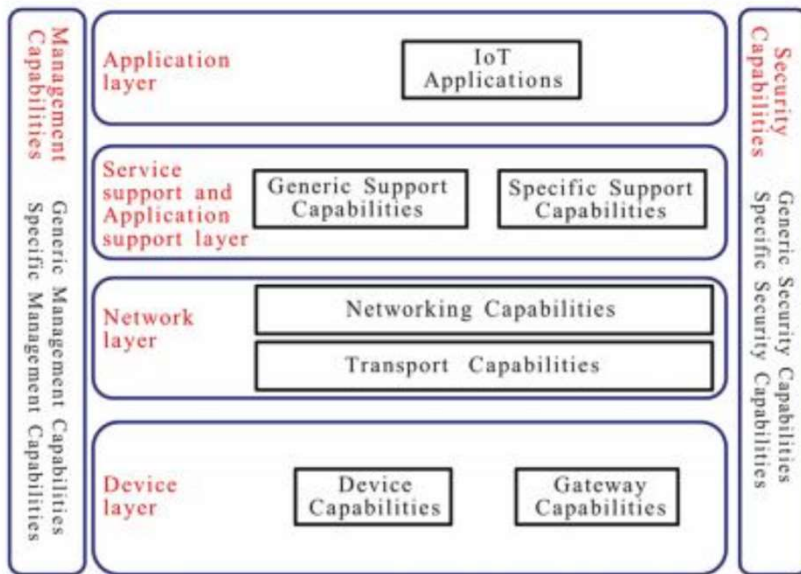 Management
Capabilities
Generic Management Capabilities
Specific Management Capabilities
Application
layer
IoT
Applications
Service
support and
Application
support layer
Generic Support
Capabilities
Specific Support
Capabilities
Network
layer
Networking Capabilities
Transport Capabilities
Device
layer
Device
Capabilities
Gateway
Capabilities
Security
Capabilities
Generic Security Capabilities
Specific Security Capabilities